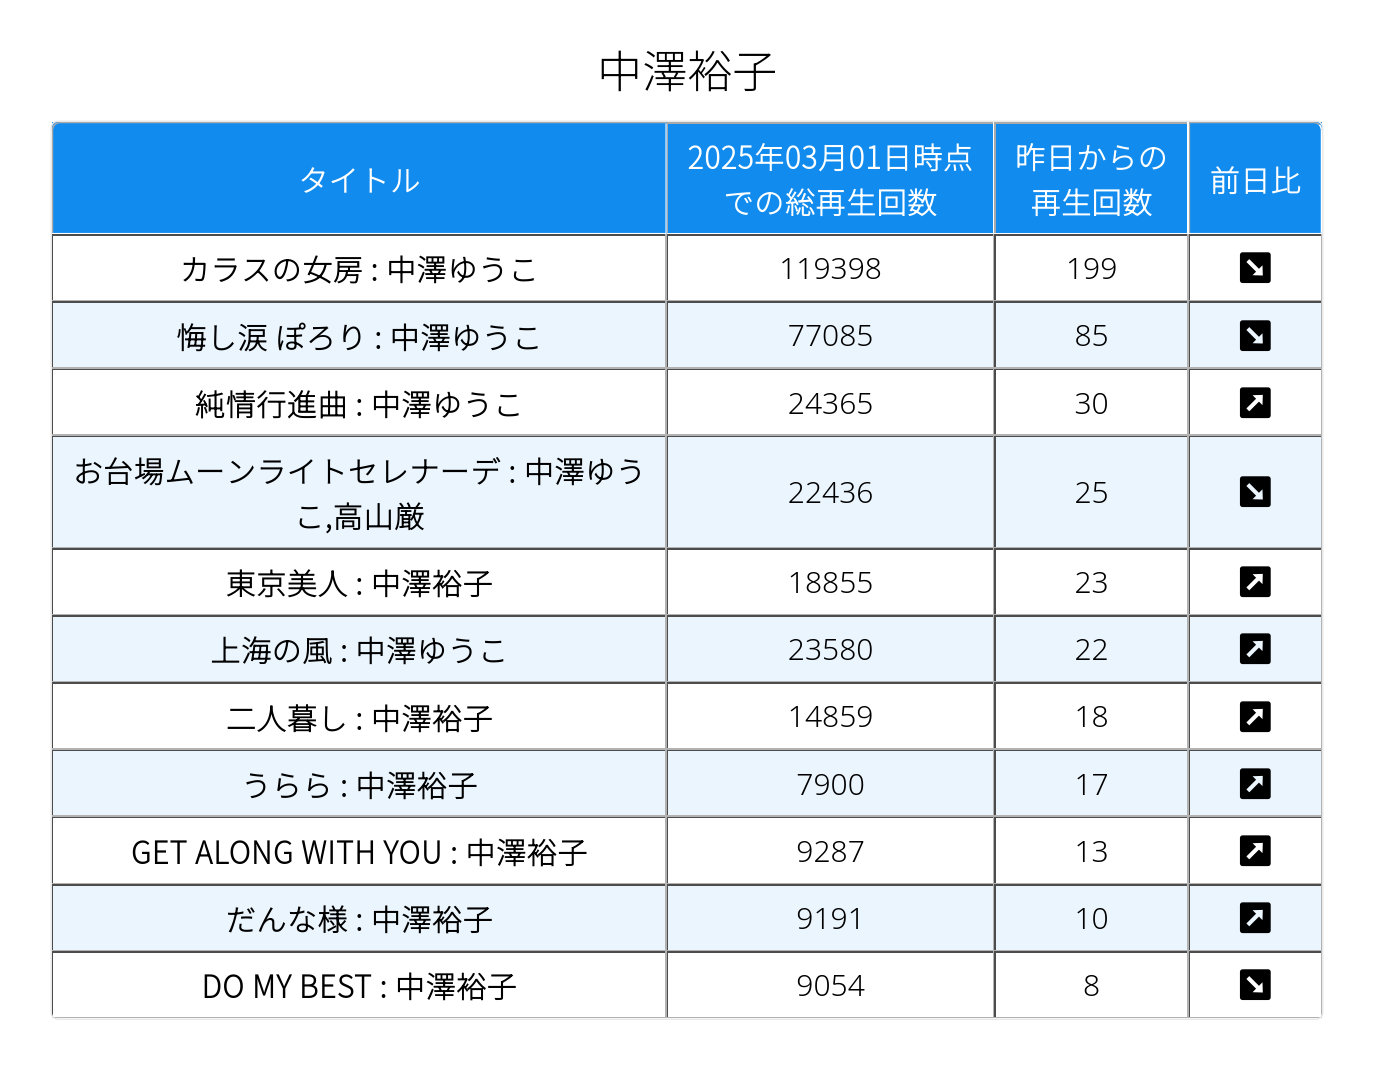 中澤裕子
タイトル
2025年03月01日時点
での総再生回数
昨日からの
再生回数
前日比
カラスの女房 : 中澤ゆうこ
119398
199
悔し涙 ぽろり : 中澤ゆうこ
77085
85
純情行進曲 : 中澤ゆうこ
24365
30
お台場ムーンライトセレナーデ : 中澤ゆう
こ,高山厳
22436
25
東京美人 : 中澤裕子
18855
23
上海の風 : 中澤ゆうこ
23580
22
二人暮し : 中澤裕子
14859
18
うらら : 中澤裕子
7900
17
GET ALONG WITH YOU : 中澤裕子
9287
13
だんな様 : 中澤裕子
9191
10
DO MY BEST : 中澤裕子
9054
8